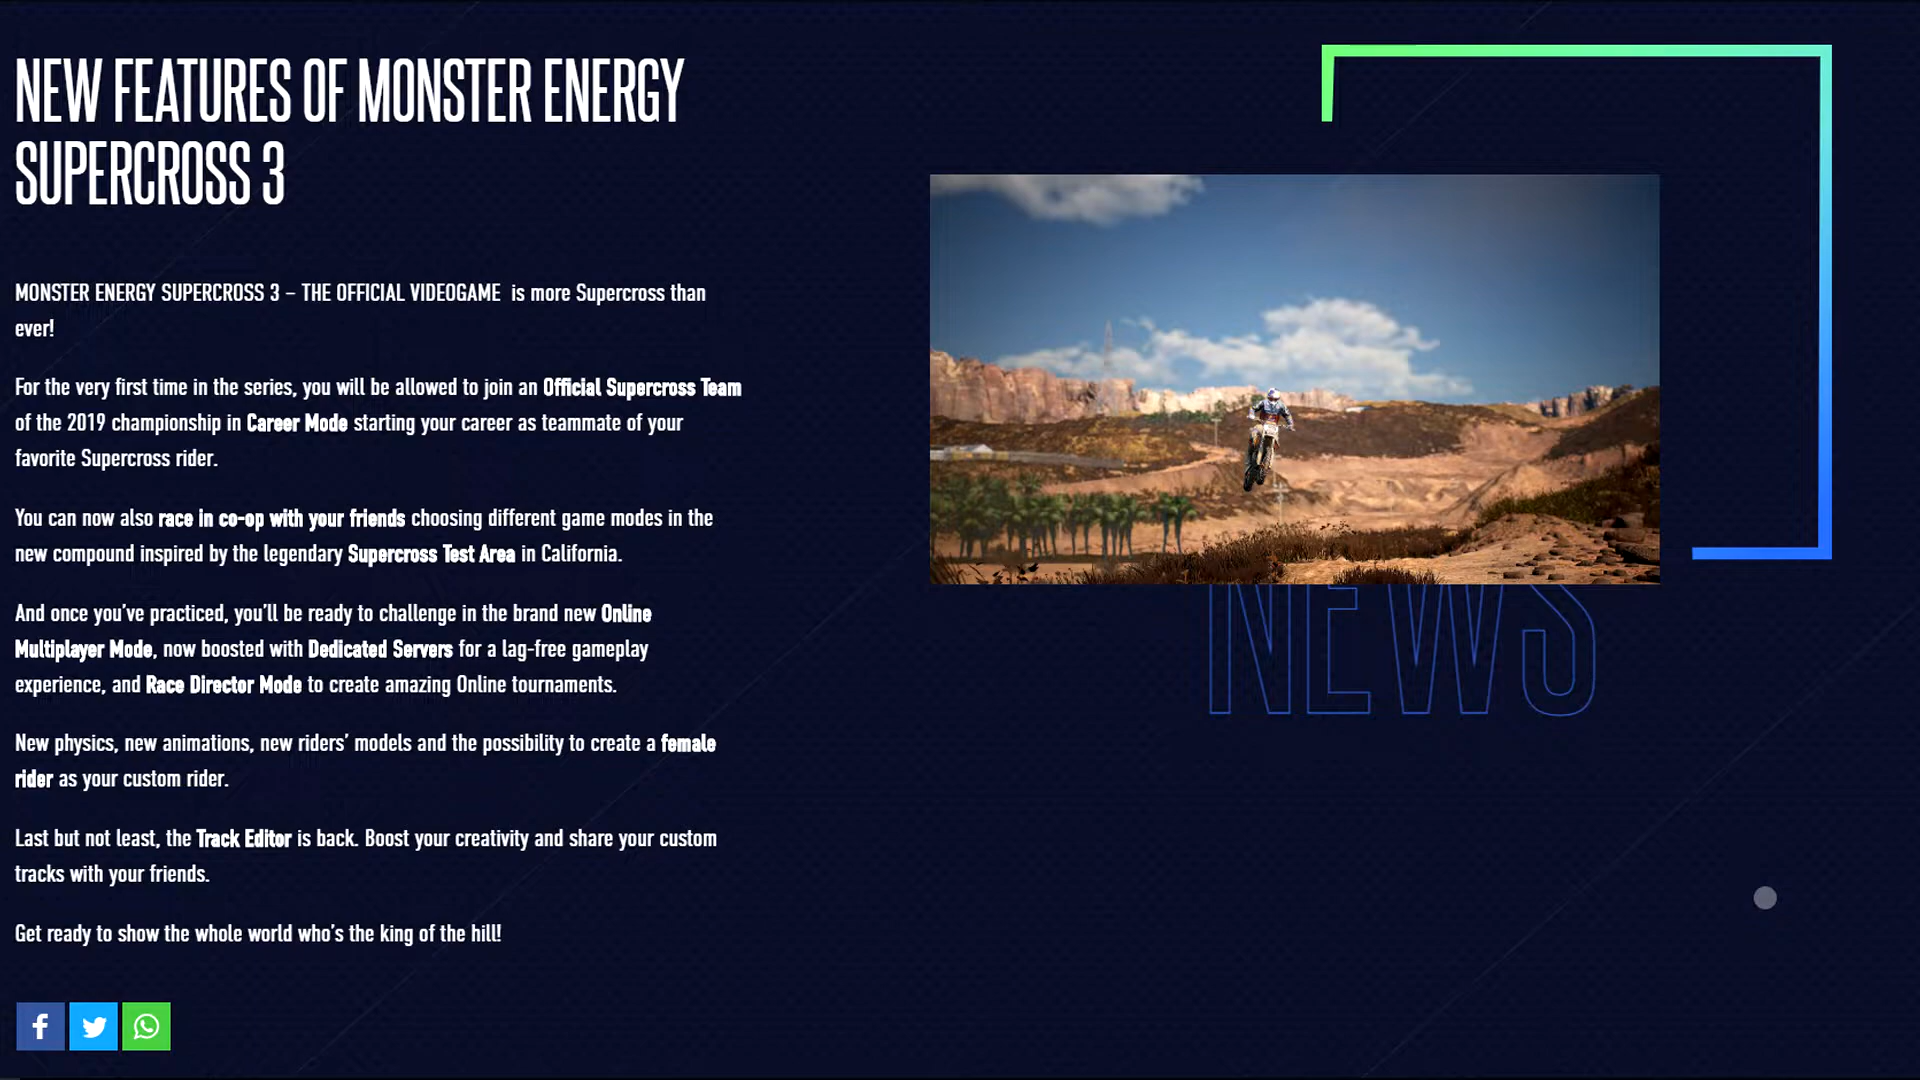 NEW FEATURES OF MONSTER ENERGY
SUPERCROSS 3
MONSTER ENERGY SUPERCROSS 3 – THE OFFICIAL VIDEOGAME  is more Supercross than
ever!
For the very first time in the series, you will be allowed to join an Official Supercross Team
of the 2019 championship in Career Mode starting your career as teammate of your
favorite Supercross rider.
You can now also race in co-op with your friends choosing different game modes in the
new compound inspired by the legendary Supercross Test Area in California.
And once you’ve practiced, you’ll be ready to challenge in the brand new Online
Multiplayer Mode, now boosted with Dedicated Servers for a lag-free gameplay
experience, and Race Director Mode to create amazing Online tournaments.
New physics, new animations, new riders’ models and the possibility to create a female
rider as your custom rider.
Last but not least, the Track Editor is back. Boost your creativity and share your custom
tracks with your friends.
Get ready to show the whole world who’s the king of the hill!
NEWS